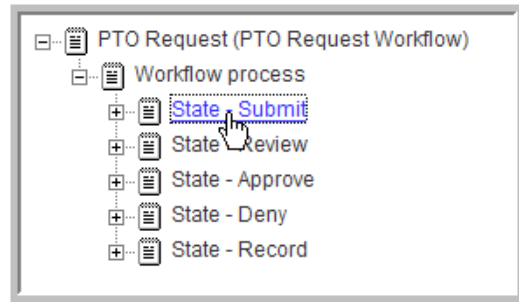 PTO Request (PTO Request Workflow)
Workflow process
State - Submit
State - Review
State - Approve
State - Deny
State - Record